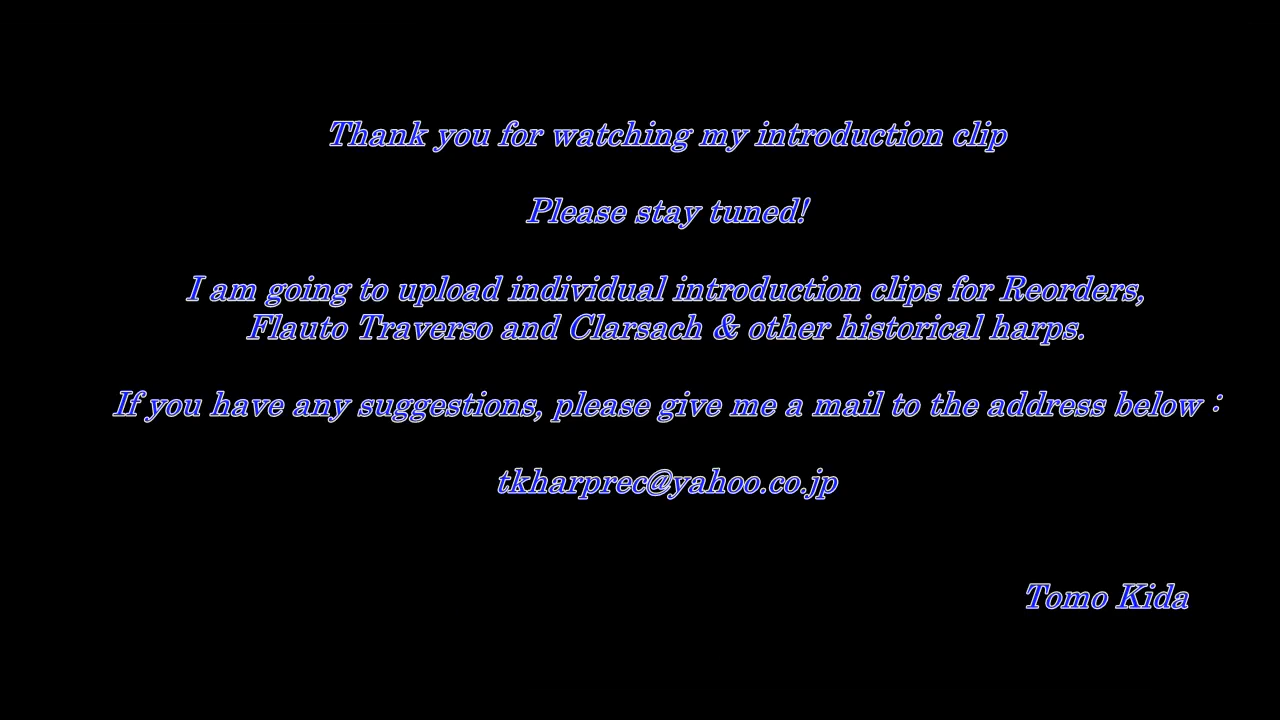 Thank you for watching my introduction clip
Please stay tuned!
I am going to upload individual introduction clips for Reorders,
Flauto Traverso and Clarsach & other historical harps.
If you have any suggestions, please give me a mail to the address below :
tkharprec@yahoo.co.jp
Tomo Kida